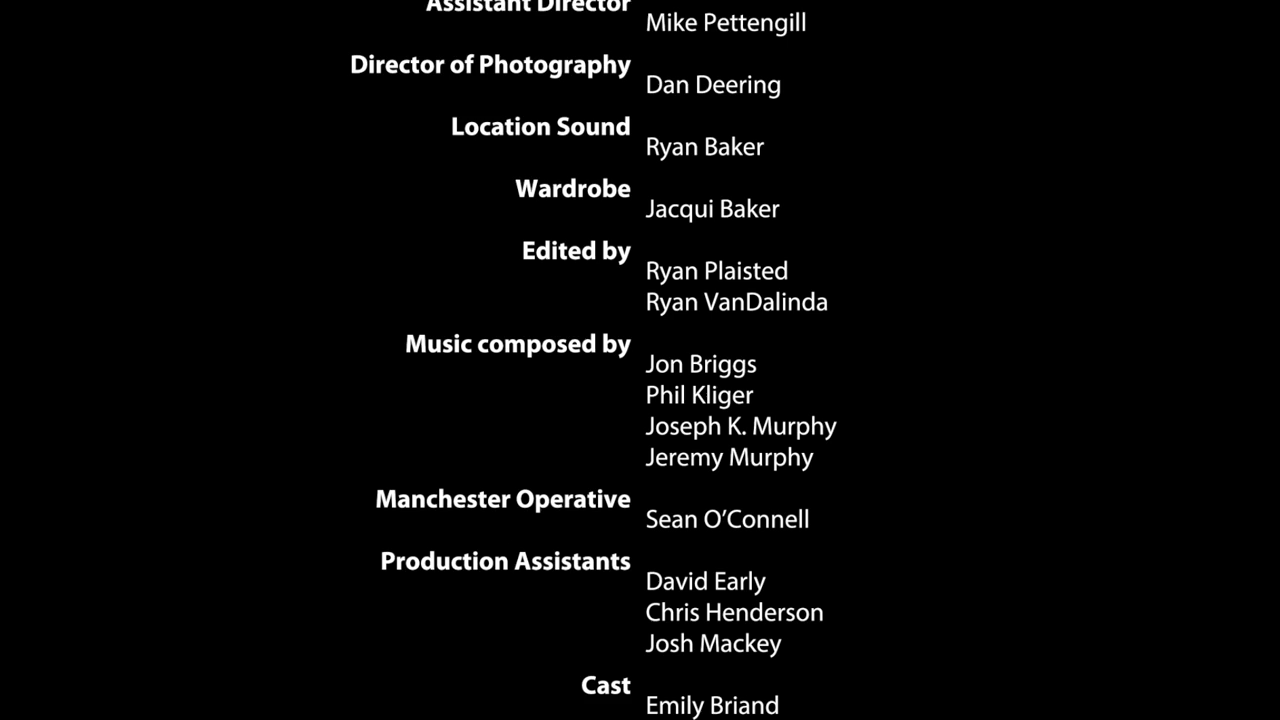 Assistant Director
Mike Pettengill
Director of Photography
Dan Deering
Location Sound
Ryan Baker
Wardrobe
Jacqui Baker
Edited by
Ryan Plaisted
Ryan VanDalinda
Music composed by
Jon Briggs
Phil Kliger
Joseph K. Murphy
Jeremy Murphy
Manchester Operative
Sean O’Connell
Production Assistants
David Early
Chris Henderson
Josh Mackey
Cast
Emily Briand